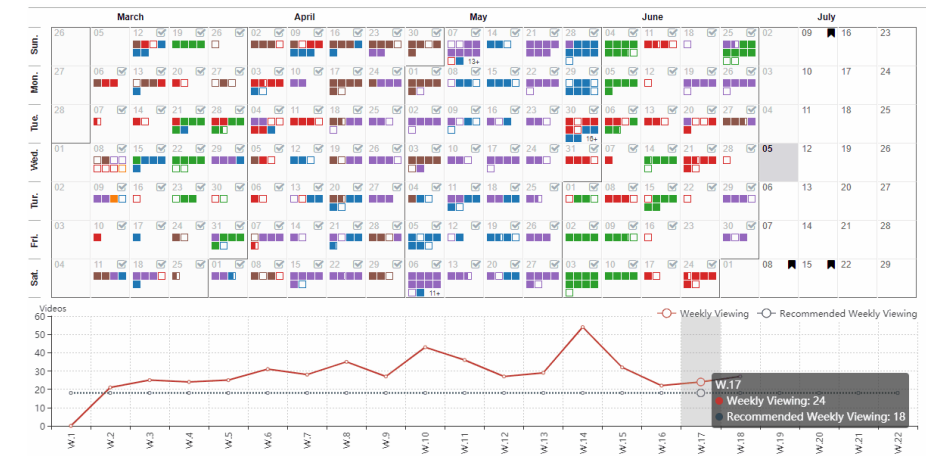 March April May June July
Sun. 26 05 12 19 26 02 09 16 23 30 07 14 21 28 04 11 18 25 02 09 16 23
13+
Mon. 27 06 13 20 27 03 10 17 24 01 08 15 22 29 05 12 19 26 03 10 17 24
Tue. 28 07 14 21 28 04 11 18 25 02 09 16 23 30 06 13 20 27 04 11 18 25
15+
Wed. 01 08 15 22 29 05 12 19 26 03 10 17 24 31 07 14 21 28 05 12 19 26
Tur. 02 09 16 23 30 06 13 20 27 04 11 18 25 01 08 15 22 29 06 13 20 27
Fri. 03 10 17 24 31 07 14 21 28 05 12 19 26 02 09 16 23 30 07 14 21 28
Sat. 04 11 18 25 01 08 15 22 29 06 13 20 27 03 10 17 24 01 08 15 22 29
11+
Videos
Weekly Viewing Recommended Weekly Viewing
60
50
40
30
20
10
0
W.17
Weekly Viewing: 24
Recommended Weekly Viewing: 18
W.1 W.2 W.3 W.4 W.5 W.6 W.7 W.8 W.9 W.10 W.11 W.12 W.13 W.14 W.15 W.16 W.17 W.18 W.19 W.20 W.21 W.22